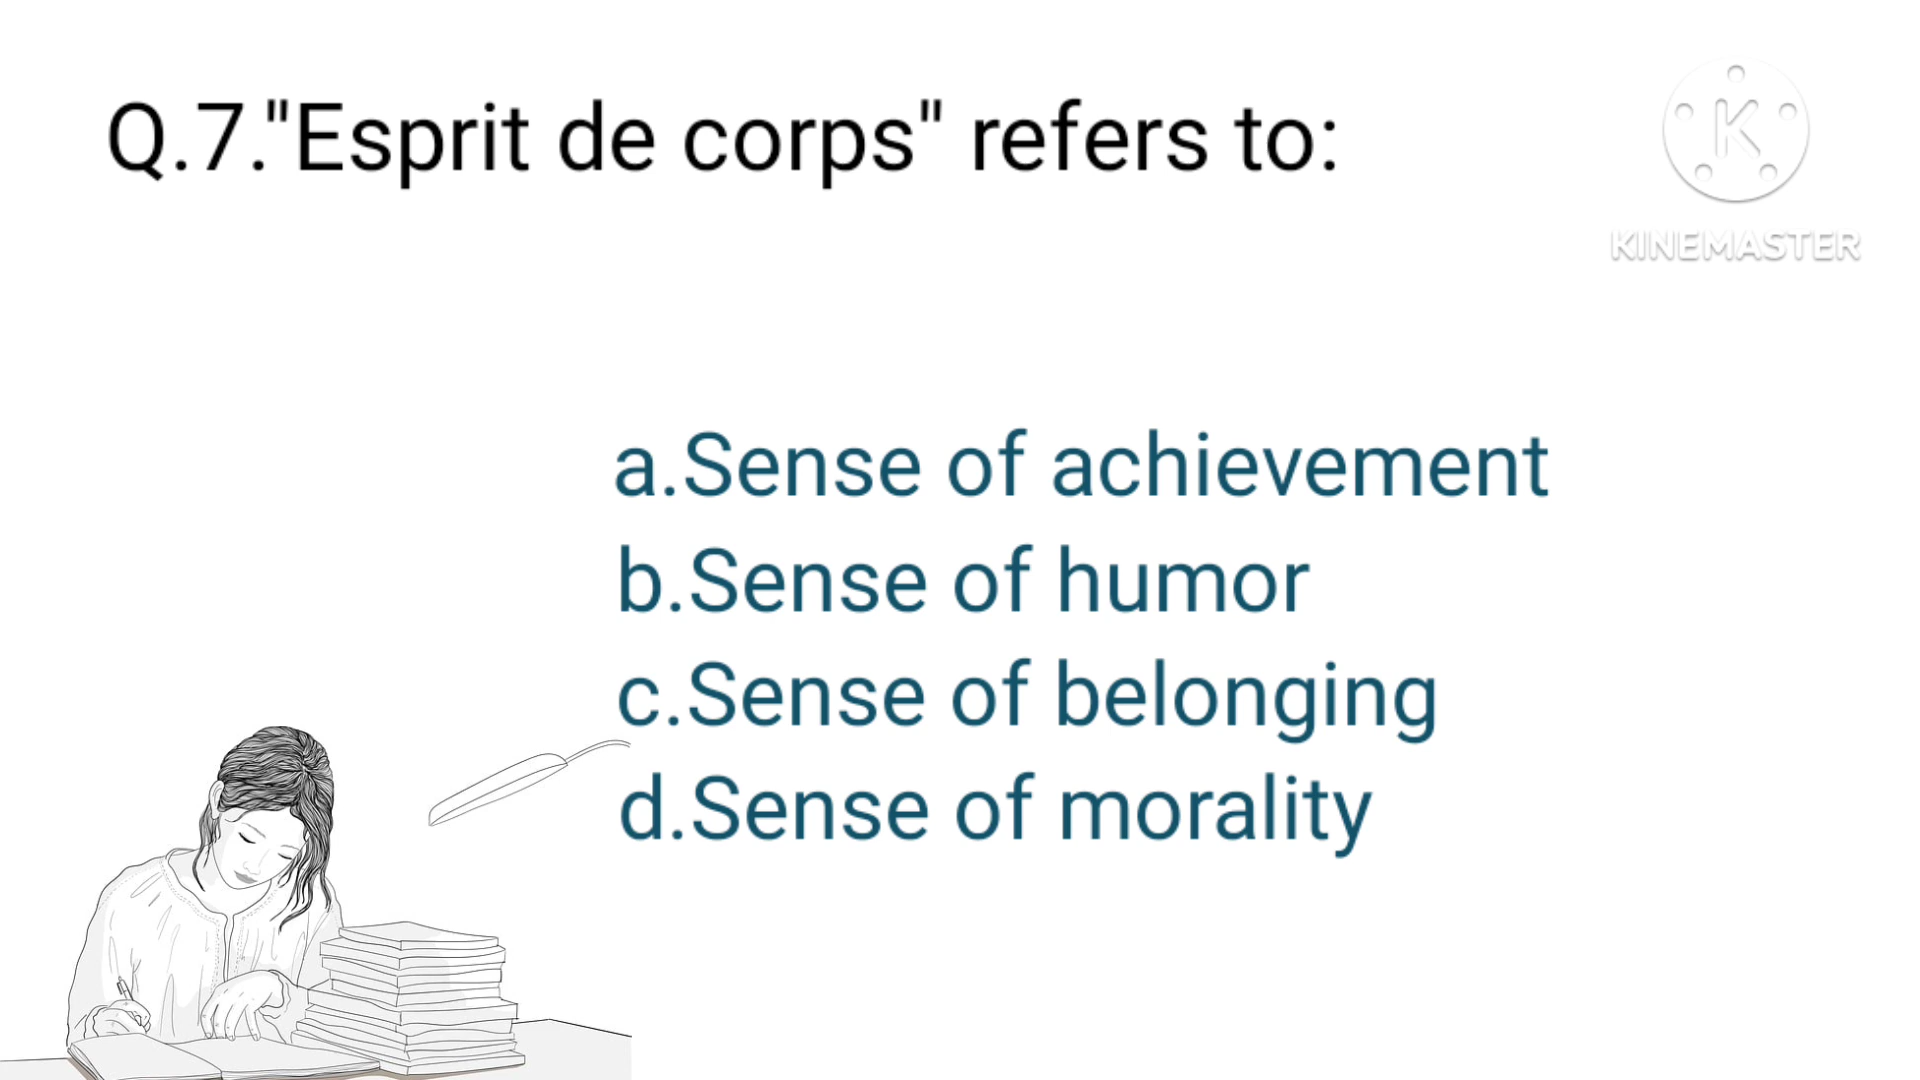 Q.7."Esprit de corps" refers to:
K
KINEMASTER
a.Sense of achievement
b.Sense of humor
c.Sense of belonging
d.Sense of morality